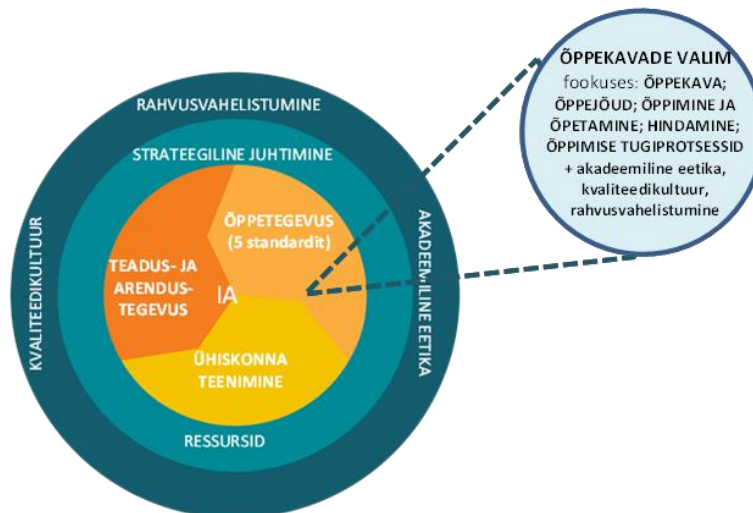 ÕPPEKAVADE VALIM
fookuses: ÕPPEKAVA;
ÕPPEJÕUD; ÕPPIMINE JA
ÕPETAMINE; HINDAMINE;
ÕPPIMISE TUGIPROTSESSID
+ akadeemiline eetika,
kvaliteedikultuur,
rahvusvahelistumine
RAHVUSVAHELISTUMINE
STRATEEGILINE JUHTIMINE
ÕPPETEGEVUS
(5 standardit)
TEADUS- JA
ARENDUS-
TEGEVUS
IA
ÜHISKONNA
TEENIMINE
RESSURSID
KVALITEEDIKULTUUR
AKADEEMILINE EETIKA